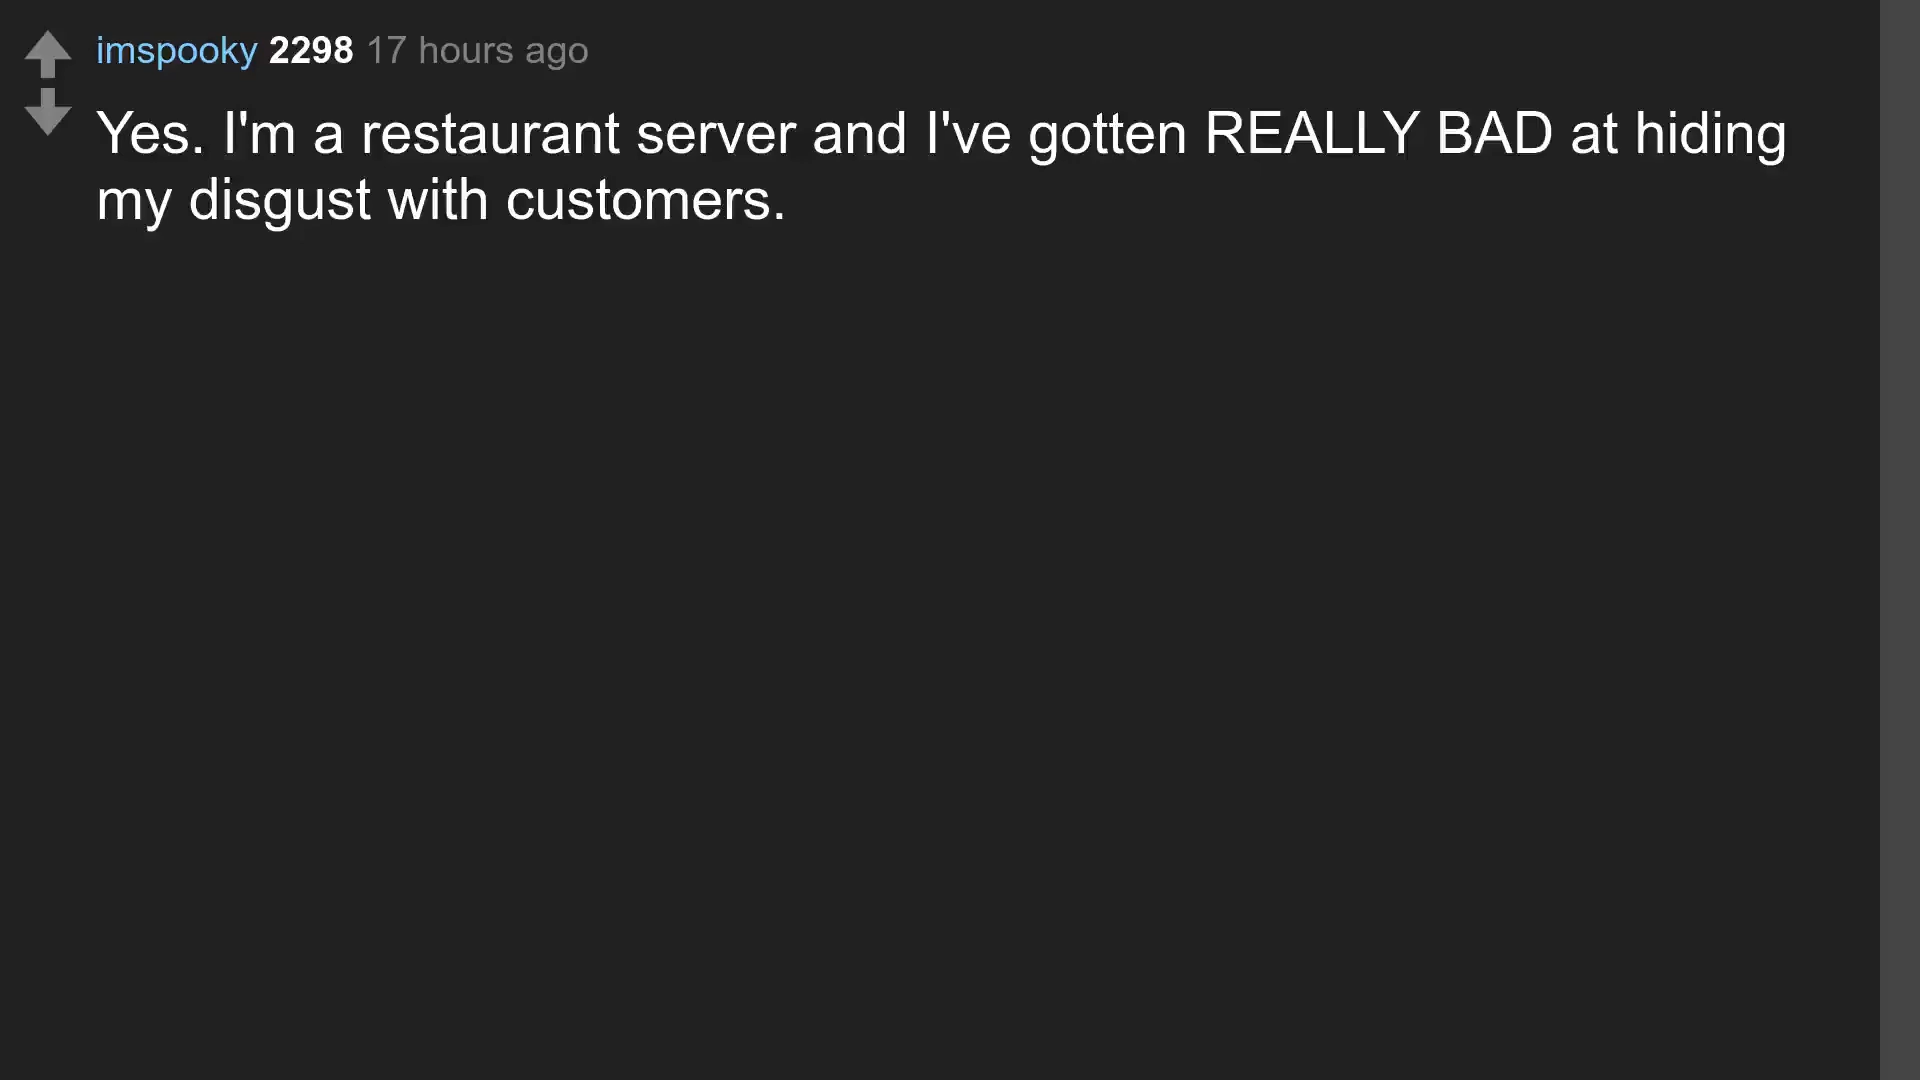 imspooky 2298 17 hours ago
Yes. I'm a restaurant server and I've gotten REALLY BAD at hiding
my disgust with customers.